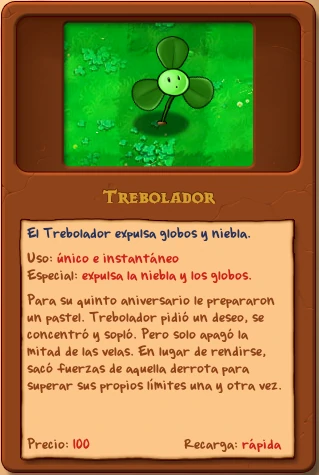 TREBOLADOR
El Trebolador expulsa globos y niebla.
Uso: único e instantáneo
Especial: expulsa la niebla y los globos.
Para su quinto aniversario le prepararon
un pastel. Trebolador pidió un deseo, se
concentró y sopló. Pero solo apagó la
mitad de las velas. En lugar de rendirse,
sacó fuerzas de aquella derrota para
superar sus propios límites una y otra vez.
Precio: 100 Recarga: rápida